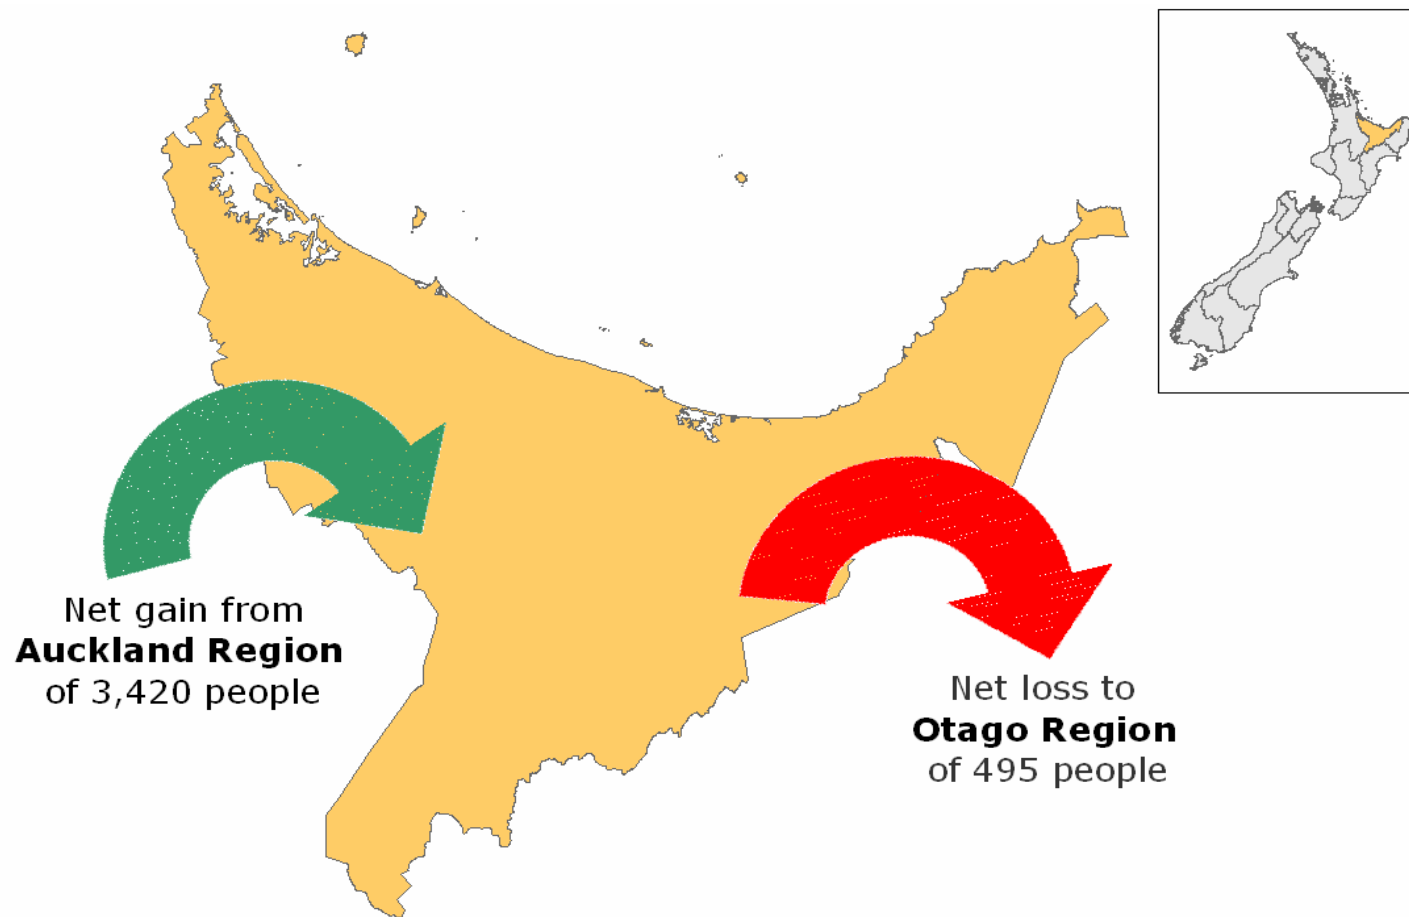 Net gain from
Auckland Region
of 3,420 people
Net loss to
Otago Region
of 495 people